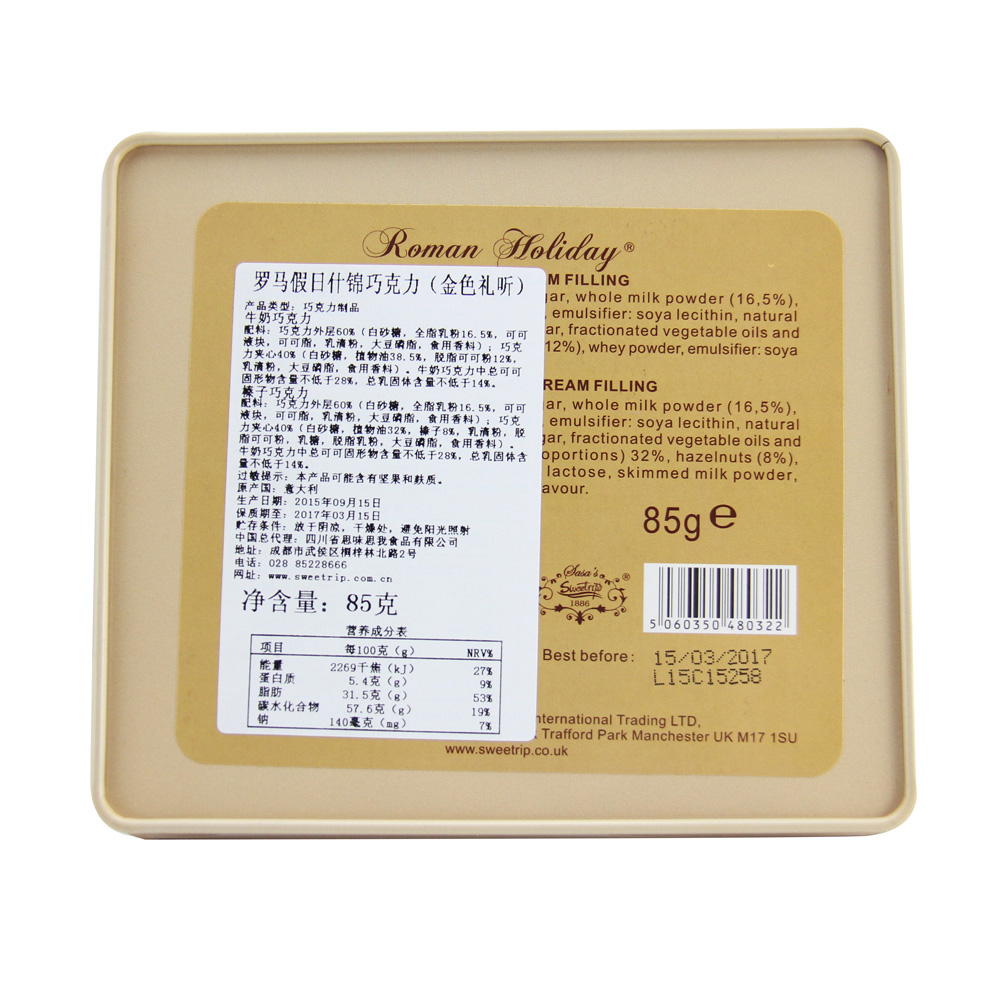 Roman Holiday®
罗马假日什锦巧克力（金色礼听）
产品类型：巧克力制品
牛奶巧克力
配料：巧克力外层60%（白砂糖，全脂乳粉16.5%，可可
液块，可可脂，乳清粉，大豆磷脂，食用香料）；巧克
力夹心40%（白砂糖，植物油38.5%，脱脂可可粉12%，
乳清粉，大豆磷脂，食用香料）。牛奶巧克力中总可可
固形物含量不低于28%，总乳固体含量不低于14%。
榛子巧克力
配料：巧克力外层60%（白砂糖，全脂乳粉16.5%，可可
液块，可可脂，乳清粉，大豆磷脂，食用香料）；巧克
力夹心40%（白砂糖，植物油32%，榛子8%，乳清粉，脱
脂可可粉，乳糖，脱脂乳粉，大豆磷脂，食用香料）。
牛奶巧克力中总可可固形物含量不低于28%，总乳固体含
量不低于14%。
过敏提示：本产品可能含有坚果和麸质。
原产国：意大利
生产日期：2015年09月15日
保质期至：2017年03月15日
贮存条件：放于阴凉，干燥处，避免阳光照射
中国总代理：四川省思味思我食品有限公司
地址：成都市武侯区桐梓林北路2号
电话：028 85228666
网址：www.sweetrip.com.cn
净含量：85克
营养成分表
项目 每100克（g） NRV%
能量 2269千焦（kJ） 27%
蛋白质 5.4克（g） 9%
脂肪 31.5克（g） 53%
碳水化合物 57.6克（g） 19%
钠 140毫克（mg） 7%
M FILLING
gar, whole milk powder (16,5%),
, emulsifier: soya lecithin, natural
ar, fractionated vegetable oils and
12%), whey powder, emulsifier: soya
REAM FILLING
gar, whole milk powder (16,5%),
emulsifier: soya lecithin, natural
gar, fractionated vegetable oils and
oportions) 32%, hazelnuts (8%),
lactose, skimmed milk powder,
avour.
85g e
Sasa's
Sweetrip®
1886
5 060350 480322
Best before: 15/03/2017
L15C15258
International Trading LTD,
Trafford Park Manchester UK M17 1SU
www.sweetrip.co.uk